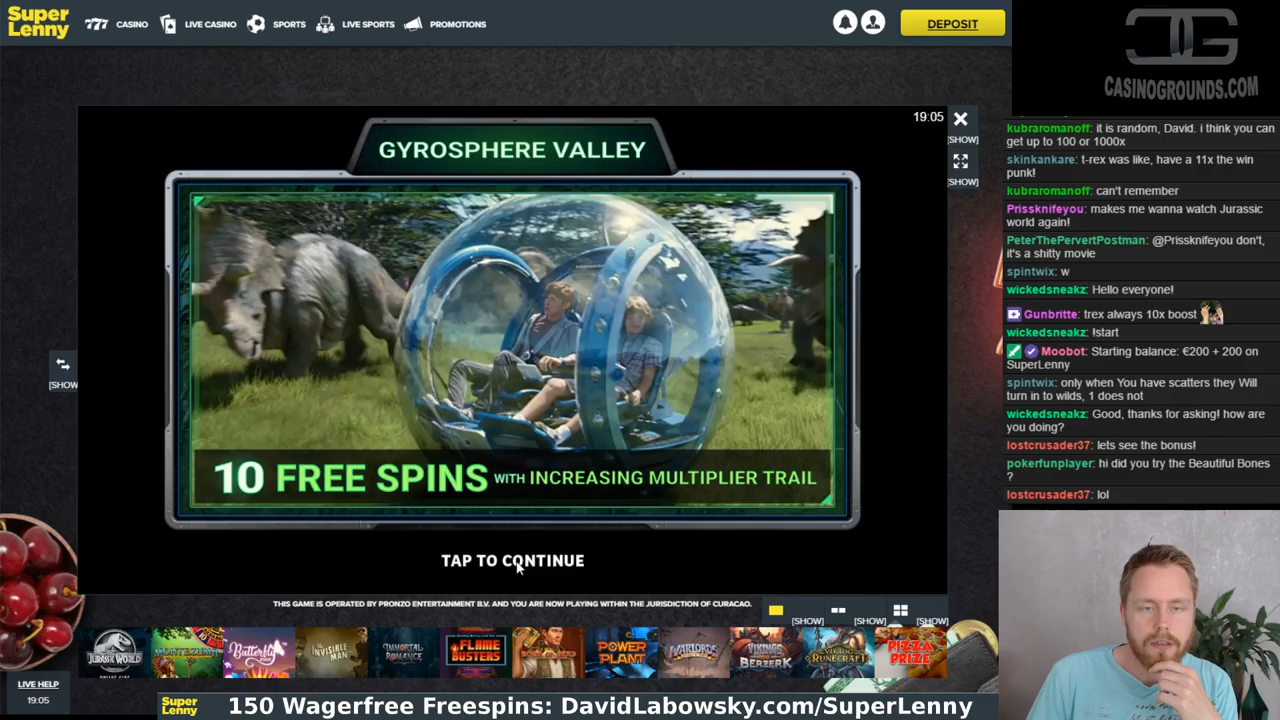 Super
Lenny
777 CASINO
LIVE CASINO
SPORTS
LIVE SPORTS
PROMOTIONS
DEPOSIT
CASINOGROUNDS.COM
19:05
[SHOW]
[SHOW]
GYROSPHERE VALLEY
10 FREE SPINS WITH INCREASING MULTIPLIER TRAIL
TAP TO CONTINUE
[SHOW
THIS GAME IS OPERATED BY PRONZO ENTERTAINMENT B.V. AND YOU ARE NOW PLAYING WITHIN THE JURISDICTION OF CURACAO.
[SHOW]
[SHOW]
[SHOW]
kubraromanoff: it is random, David. i think you can
get up to 100 or 1000x
skinkankare: t-rex was like, have a 11x the win
punk!
kubraromanoff: can't remember
Prissknifeyou: makes me wanna watch Jurassic
world again!
PeterThePervertPostman: @Prissknifeyou don't,
it's a shitty movie
spintwix: w
wickedsneakz: Hello everyone!
Gunbritte: trex always 10x boost
wickedsneakz: !start
Moobot: Starting balance: €200 + 200 on
SuperLenny
spintwix: only when You have scatters they Will
turn in to wilds, 1 does not
wickedsneakz: Good, thanks for asking! how are
you doing?
lostcrusader37: lets see the bonus!
pokerfunplayer: hi did you try the Beautiful Bones
?
lostcrusader37: lol
JURASSIC WORLD
MONTEZUMA
Butterfly
INVISIBLE MAN
IMMORTAL ROMANCE
FLAME BUSTERS
POWER PLANT
WARLORDS
VIKINGS GO BERZERK
RUNECRAFT
PIZZA PRIZE
LIVE HELP
19:05
Super
Lenny
150 Wagerfree Freespins: DavidLabowsky.com/SuperLenny